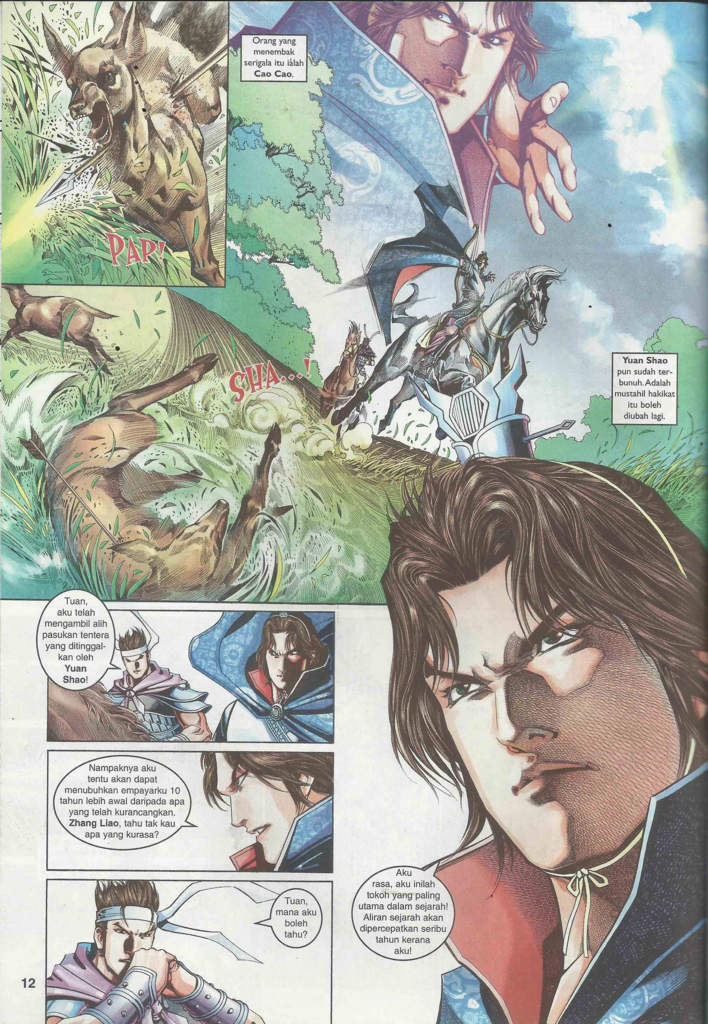 Orang yang
menembak
serigala itu ialah
Cao Cao.
PAP!
SHA...!
Yuan Shao
pun sudah ter-
bunuh. Adalah
mustahil hakikat
itu boleh
diubah lagi.
Tuan,
aku telah
mengambil alih
pasukan tentera
yang ditinggal-
kan oleh
Yuan
Shao!
Nampaknya aku
tentu akan dapat
menubuhkan empayarku 10
tahun lebih awal daripada apa
yang telah kurancangkan.
Zhang Liao, tahu tak kau
apa yang kurasa?
Tuan,
mana aku
boleh
tahu?
Aku
rasa, aku inilah
tokoh yang paling
utama dalam sejarah!
Aliran sejarah akan
dipercepatkan seribu
tahun kerana
aku!
12